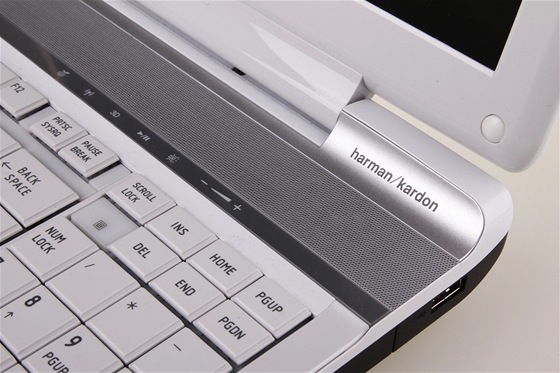 harman/kardon
3D
- +
F12
PRTSC
SYSRQ
PAUSE
BREAK
← BACK
SPACE
SCROLL
LOCK
INS
HOME
PGUP
NUM
LOCK
DEL
END
PGDN
/
*
-
8
↑
9
PGUP